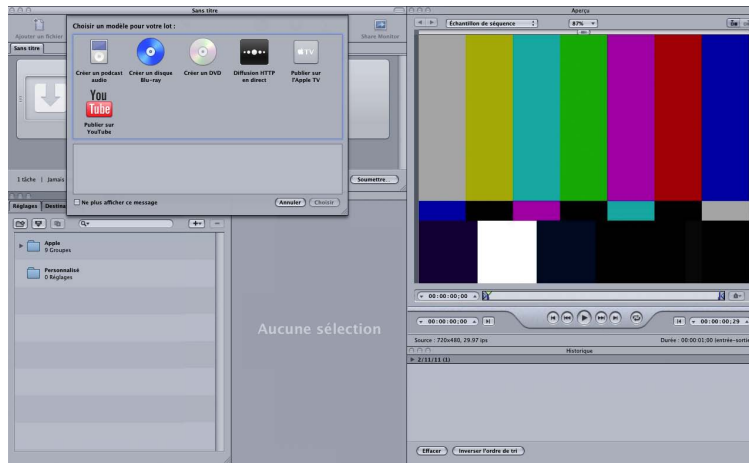 Sans titre
Ajouter un fichier
Share Monitor
Sans titre
Choisir un modèle pour votre lot :
Créer un podcast audio
Créer un disque Blu-ray
Créer un DVD
Diffusion HTTP en direct
tv
Publier sur l'Apple TV
You Tube
Publier sur YouTube
Ne plus afficher ce message
Annuler
Choisir
1 tâche | Jamais
Soumettre...
Réglages
Destina
Apple
9 Groupes
Personnalisé
0 Réglages
Aucune sélection
Aperçu
Échantillon de séquence
87%
00:00:00;00
00:00:00;00
00:00:00;29
Source : 720x480, 29.97 ips
Durée : 00:00:01;00 (entrée-sortie
Historique
2/11/11 (1)
Effacer
Inverser l'ordre de tri